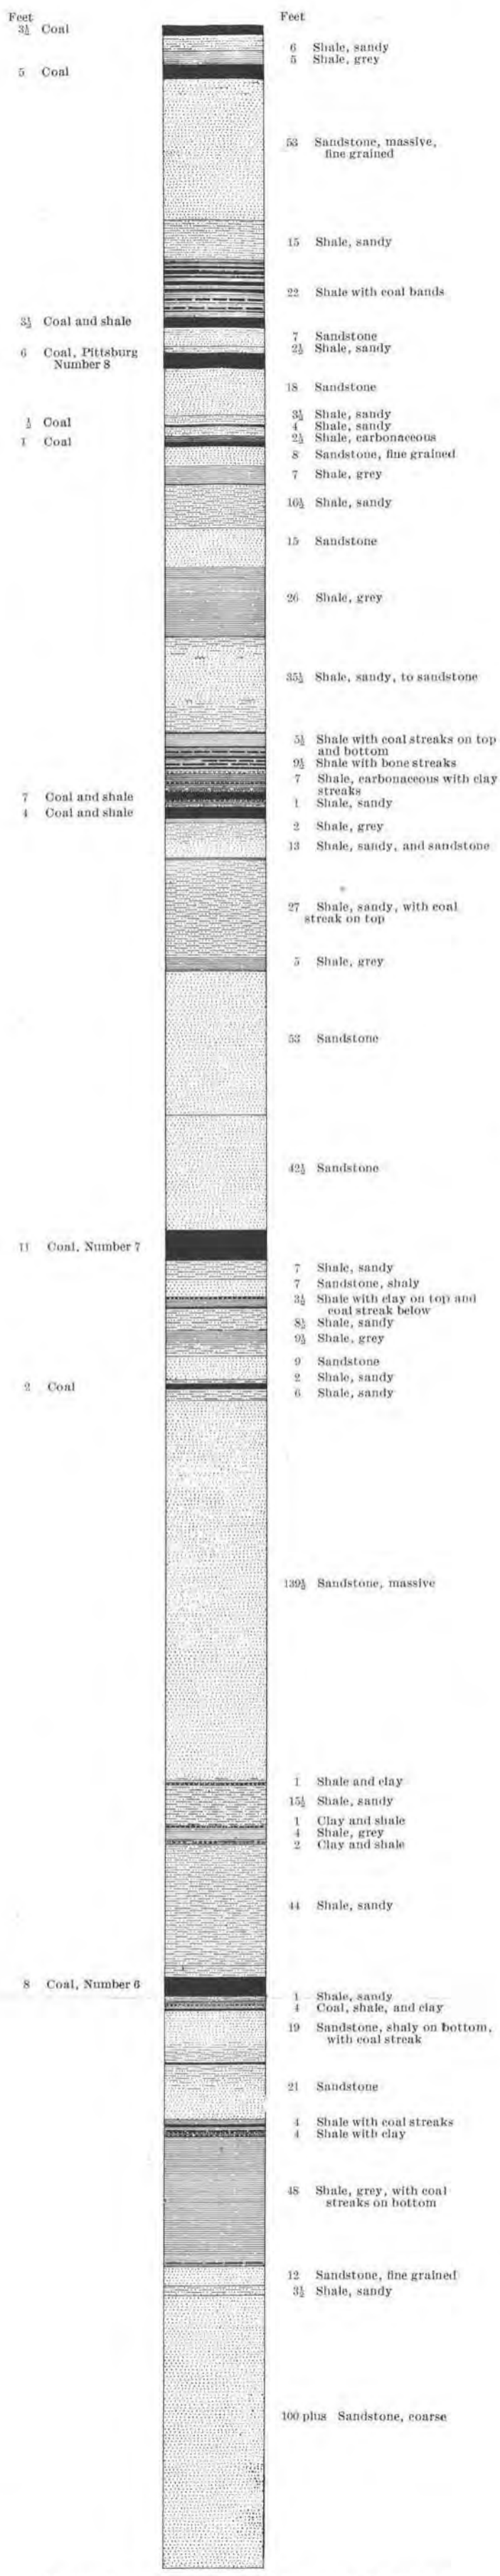 Feet
3½ Coal
5 Coal
3½ Coal and shale
6 Coal, Pittsburg
Number 8
½ Coal
1 Coal
7 Coal and shale
4 Coal and shale
11 Coal, Number 7
2 Coal
8 Coal, Number 6
Feet
6 Shale, sandy
5 Shale, grey
53 Sandstone, massive,
fine grained
15 Shale, sandy
22 Shale with coal bands
7 Sandstone
2½ Shale, sandy
18 Sandstone
3½ Shale, sandy
4 Shale, sandy
2½ Shale, carbonaceous
8 Sandstone, fine grained
7 Shale, grey
16½ Shale, sandy
15 Sandstone
26 Shale, grey
35½ Shale, sandy, to sandstone
5½ Shale with coal streaks on top
and bottom
9½ Shale with bone streaks
7 Shale, carbonaceous with clay
streaks
1 Shale, sandy
2 Shale, grey
13 Shale, sandy, and sandstone
27 Shale, sandy, with coal
streak on top
5 Shale, grey
53 Sandstone
42½ Sandstone
7 Shale, sandy
7 Sandstone, shaly
3½ Shale with clay on top and
coal streak below
8½ Shale, sandy
9½ Shale, grey
9 Sandstone
2 Shale, sandy
6 Shale, sandy
139½ Sandstone, massive
1 Shale and clay
15½ Shale, sandy
1 Clay and shale
4 Shale, grey
2 Clay and shale
44 Shale, sandy
1 Shale, sandy
4 Coal, shale, and clay
19 Sandstone, shaly on bottom,
with coal streak
21 Sandstone
4 Shale with coal streaks
4 Shale with clay
48 Shale, grey, with coal
streaks on bottom
12 Sandstone, fine grained
3½ Shale, sandy
100 plus Sandstone, coarse